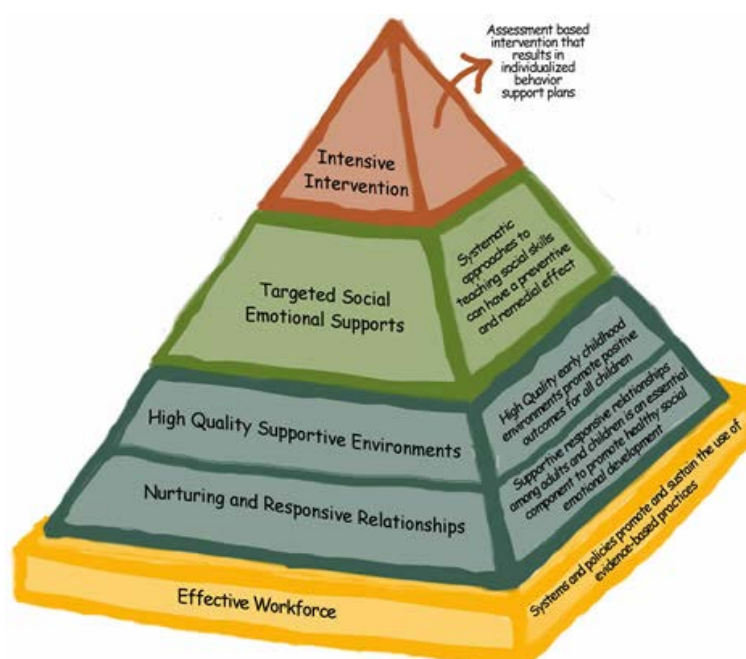 Assessment based
intervention that
results in
individualized
behavior
support plans
Intensive
Intervention
Systematic
approaches to
teaching social skills
can have a preventive
and remedial effect
Targeted Social
Emotional Supports
High Quality early childhood
environments promote positive
outcomes for all children
High Quality Supportive Environments
Supportive responsive relationships
among adults and children is an essential
component to promote healthy social
emotional development
Nurturing and Responsive Relationships
Systems and policies promote and sustain the use of
evidence-based practices
Effective Workforce